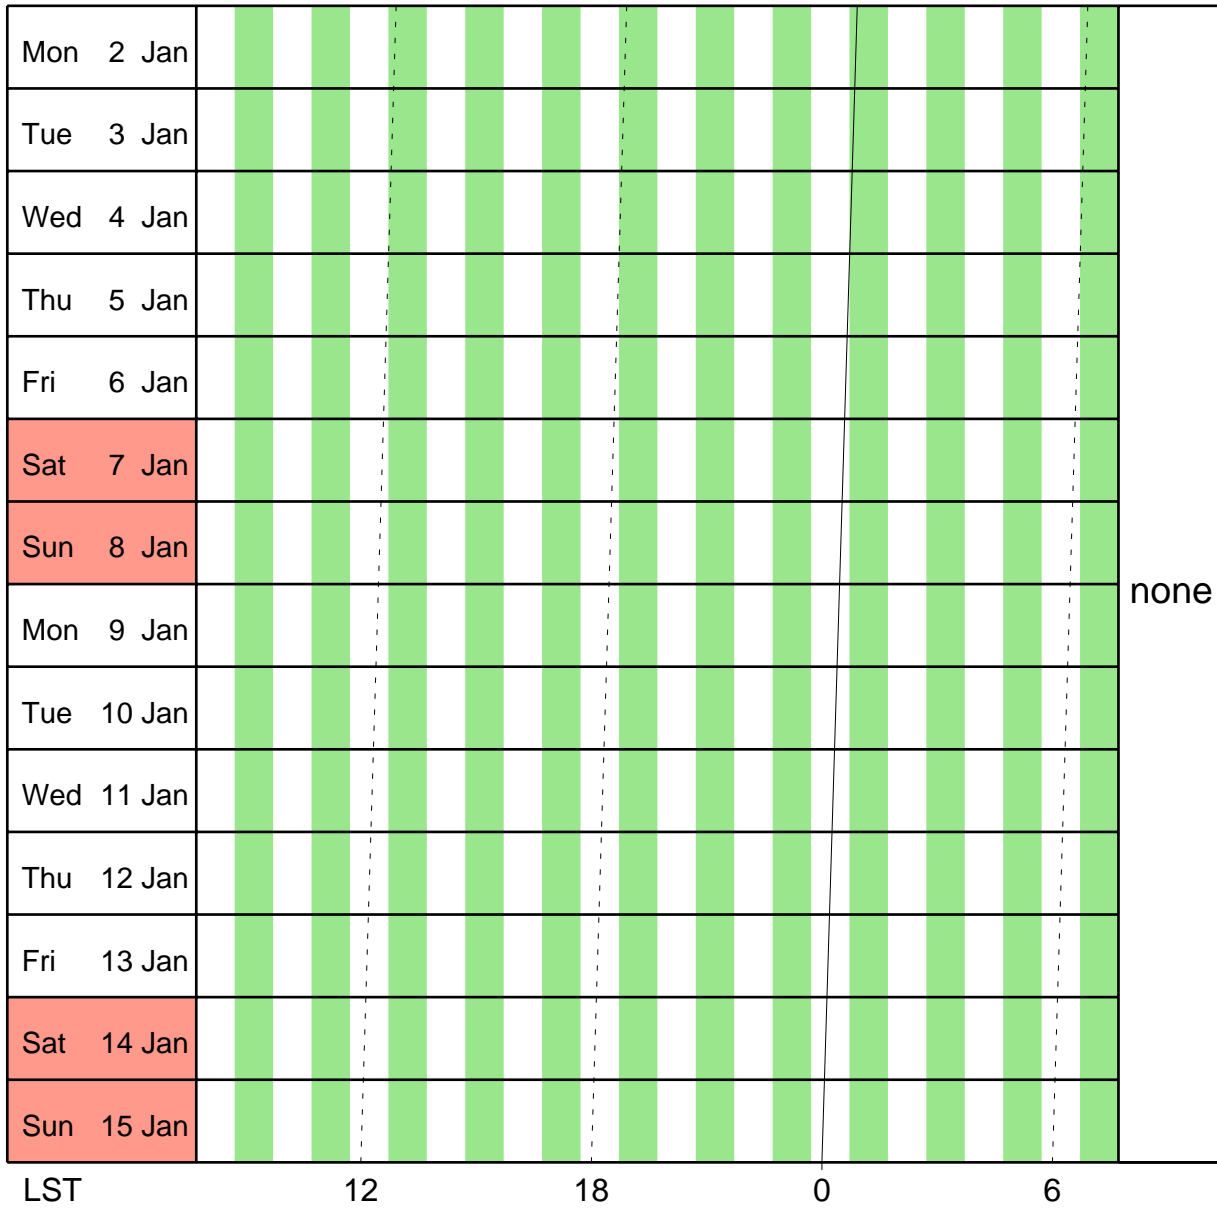 Mon 2 Jan
Tue 3 Jan
Wed 4 Jan
Thu 5 Jan
Fri 6 Jan
Sat 7 Jan
Sun 8 Jan
none
Mon 9 Jan
Tue 10 Jan
Wed 11 Jan
Thu 12 Jan
Fri 13 Jan
Sat 14 Jan
Sun 15 Jan
LST 12 18 0 6